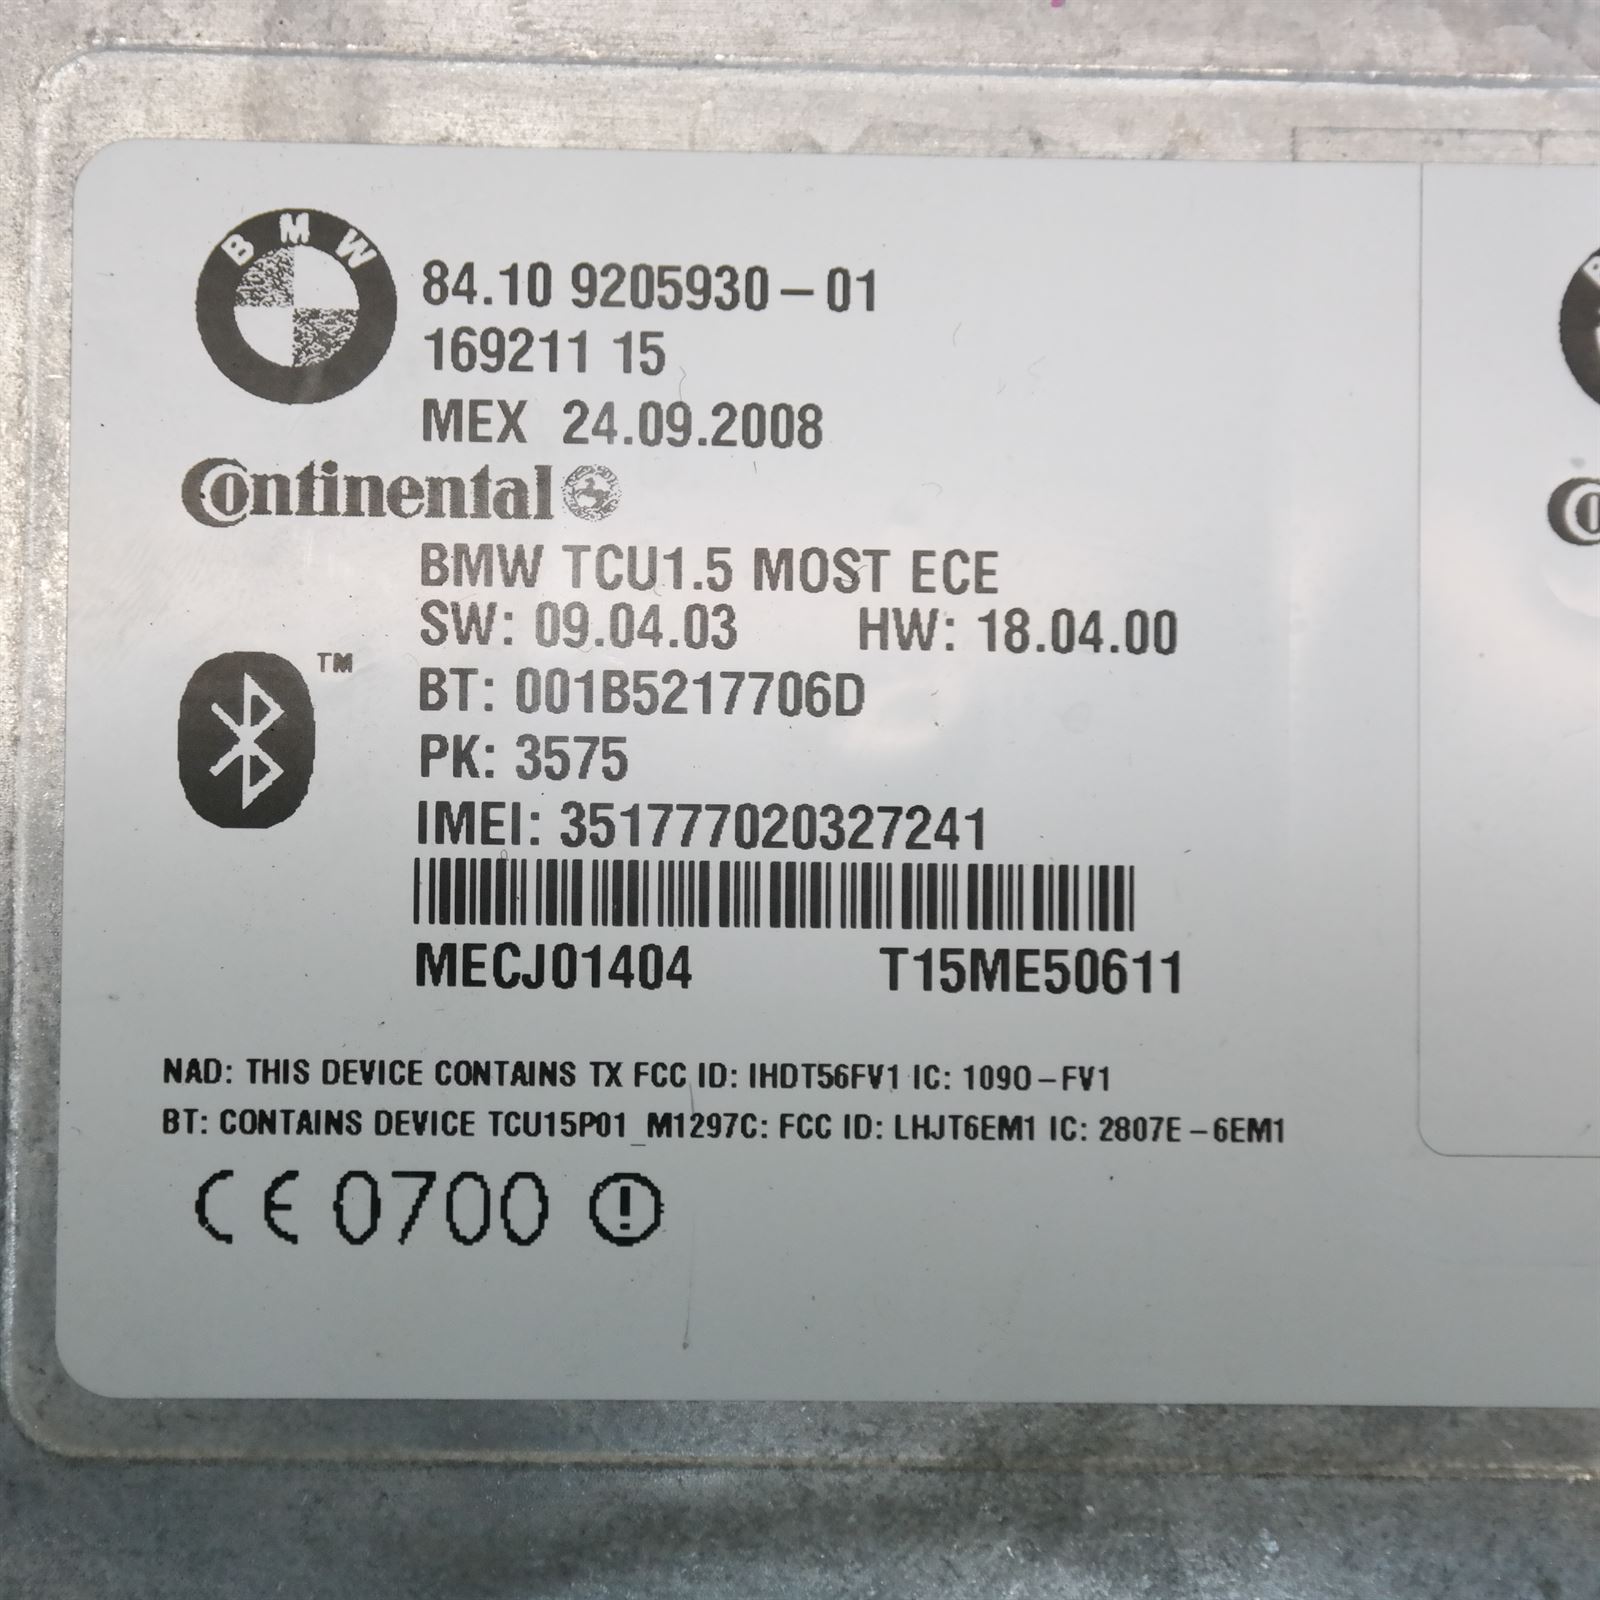 BMW
84.10 9205930-01
169211 15
MEX 24.09.2008
Continental
BMW TCU1.5 MOST ECE
SW: 09.04.03 HW: 18.04.00
TM
BT: 001B5217706D
PK: 3575
IMEI: 351777020327241
MECJ01404 T15ME50611
NAD: THIS DEVICE CONTAINS TX FCC ID: IHDT56FV1 IC: 1090-FV1
BT: CONTAINS DEVICE TCU15P01_M1297C: FCC ID: LHJT6EM1 IC: 2807E-6EM1
CE 0700 !